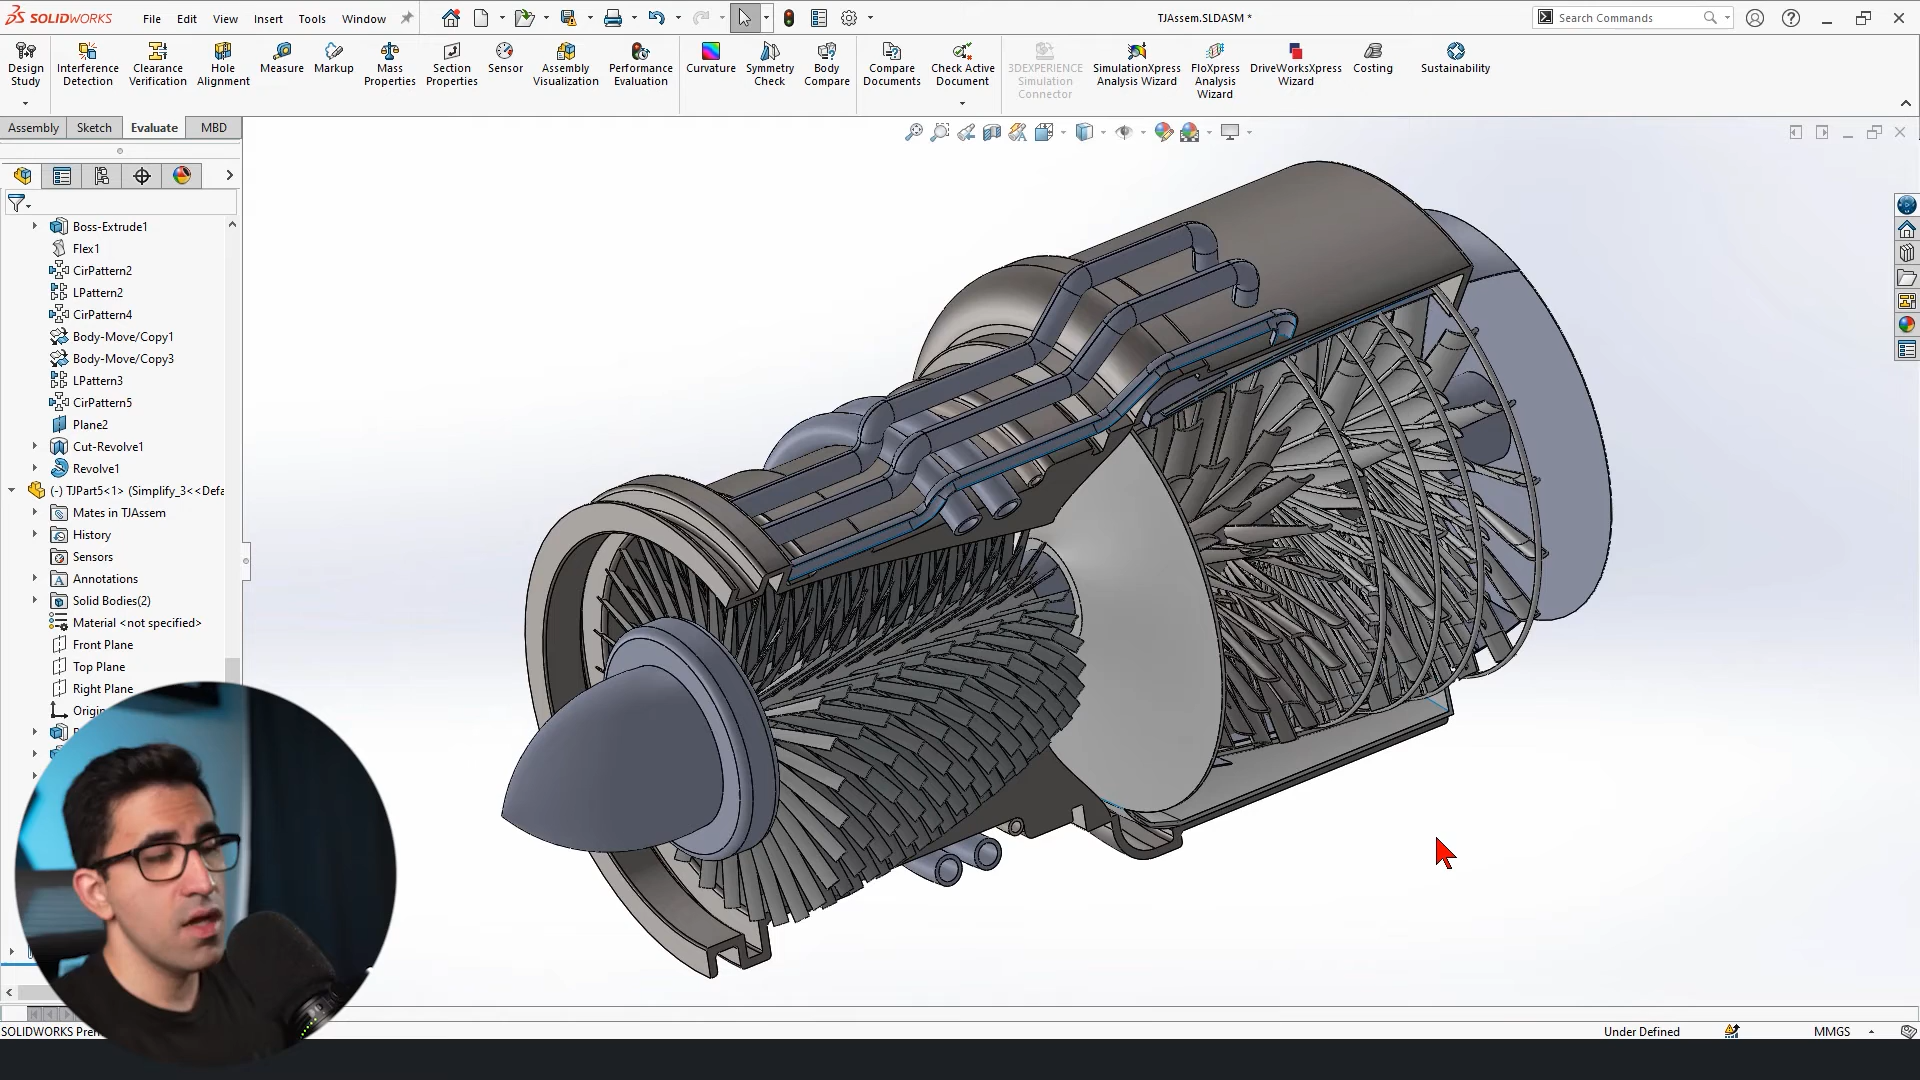 SOLIDWORKS
File Edit View Insert Tools Window
TJAssem.SLDASM *
Search Commands
Design Study
Interference Detection
Clearance Verification
Hole Alignment
Measure
Markup
Mass Properties
Section Properties
Sensor
Assembly Visualization
Performance Evaluation
Curvature
Symmetry Check
Body Compare
Compare Documents
Check Active Document
3DEXPERIENCE Simulation Connector
SimulationXpress Analysis Wizard
FloXpress Analysis Wizard
DriveWorksXpress Wizard
Costing
Sustainability
Assembly Sketch Evaluate MBD
Boss-Extrude1
Flex1
CirPattern2
LPattern2
CirPattern4
Body-Move/Copy1
Body-Move/Copy3
LPattern3
CirPattern5
Plane2
Cut-Revolve1
Revolve1
(-) TJPart5<1> (Simplify_3<<Defa
Mates in TJAssem
History
Sensors
Annotations
Solid Bodies(2)
Material <not specified>
Front Plane
Top Plane
Right Plane
Origi
SOLIDWORKS Prem
Under Defined
MMGS